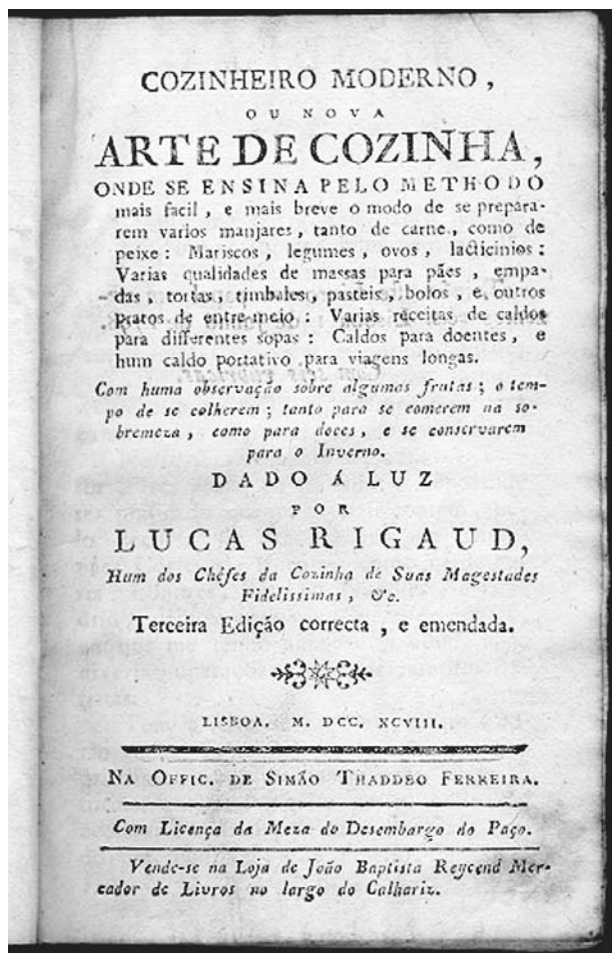 COZINHEIRO MODERNO,
OU NOVA
ARTE DE COZINHA,
ONDE SE ENSINA PELO METHODO
mais facil, e mais breve o modo de se prepara-
rem varios manjares, tanto de carne, como de
peixe: Mariscos, legumes, ovos, lacticinios:
Varias qualidades de massas para pães, empa-
das, tortas, timbales, pasteis, bolos, e outros
pratos de entre-meio: Varias receitas de caldos
para differentes sopas: Caldos para doentes, e
hum caldo portativo para viagens longas.
Com huma observação sobre algumas frutas; o tem-
po de se colherem; tanto para se comerem na so-
bremeza, como para doces, e se conservarem
para o Inverno.
DADO Á LUZ
POR
LUCAS RIGAUD,
Hum dos Chéfes da Cozinha de Suas Magestades
Fidelissimas, &c.
Terceira Edição correcta, e emendada.
LISBOA. M. DCC. XCVIII.
NA OFFIC. DE SIMÃO THADDEO FERREIRA.
Com Licença da Meza do Desembargo do Paço.
Vende-se na Loja de João Baptista Reycend Mer-
cador de Livros no largo do Calhariz.